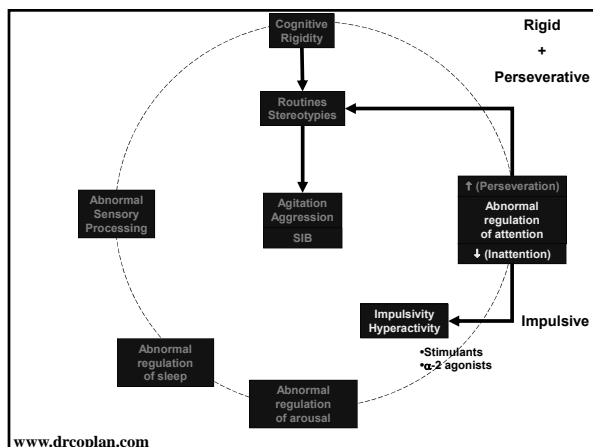 Cognitive
Rigidity
Rigid
+
Perseverative
Routines
Stereotypes
↑ (Perseveration)
Abnormal
regulation
of attention
↓ (Inattention)
Abnormal
Sensory
Processing
Agitation
Aggression
SIB
Impulsivity
Hyperactivity
Impulsive
•Stimulants
•α-2 agonists
Abnormal
regulation
of sleep
Abnormal
regulation
of arousal
www.drcoplan.com